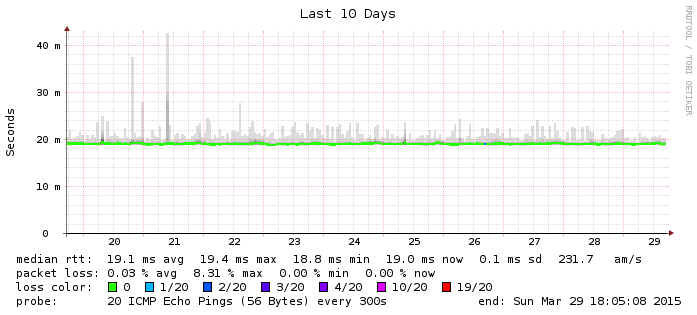 Last 10 Days
RRDTOOL / TOBI OETIKER
Seconds
40 m
30 m
20 m
10 m
0
20 21 22 23 24 25 26 27 28 29
median rtt: 19.1 ms avg 19.4 ms max 18.8 ms min 19.0 ms now 0.1 ms sd 231.7 am/s
packet loss: 0.03 % avg 8.31 % max 0.00 % min 0.00 % now
loss color: 0 1/20 2/20 3/20 4/20 10/20 19/20
probe: 20 ICMP Echo Pings (56 Bytes) every 300s end: Sun Mar 29 18:05:08 2015